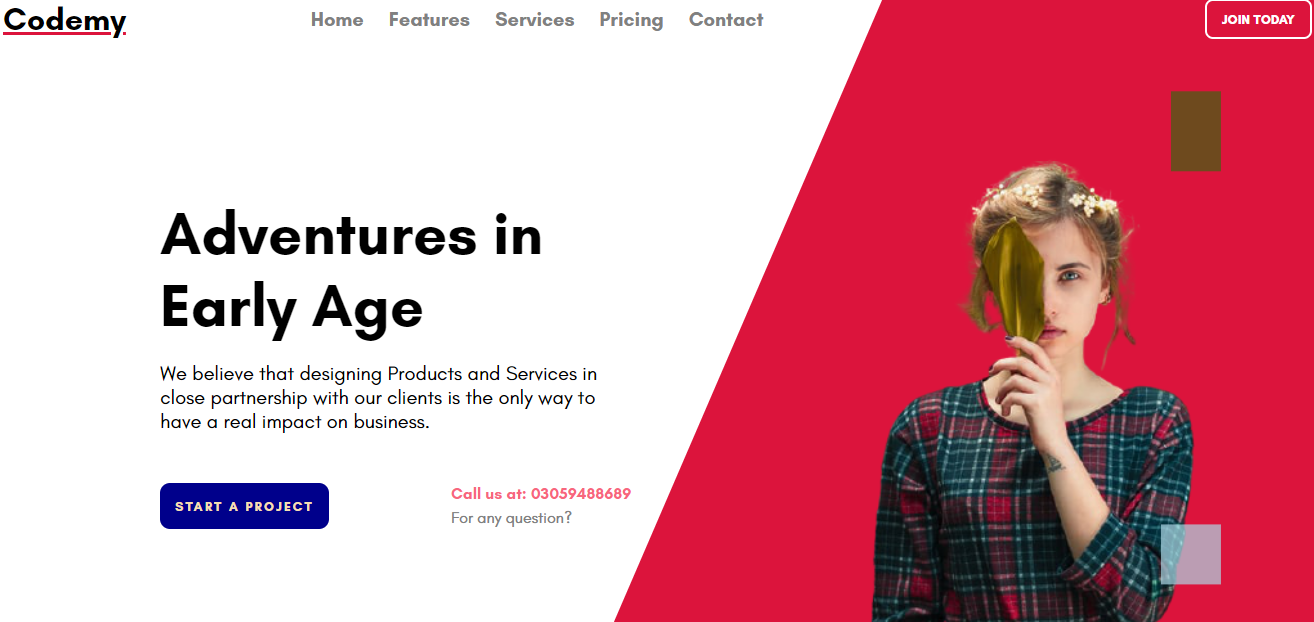 Codemy
Home Features Services Pricing Contact
JOIN TODAY
Adventures in
Early Age
We believe that designing Products and Services in
close partnership with our clients is the only way to
have a real impact on business.
START A PROJECT
Call us at: 03059488689
For any question?